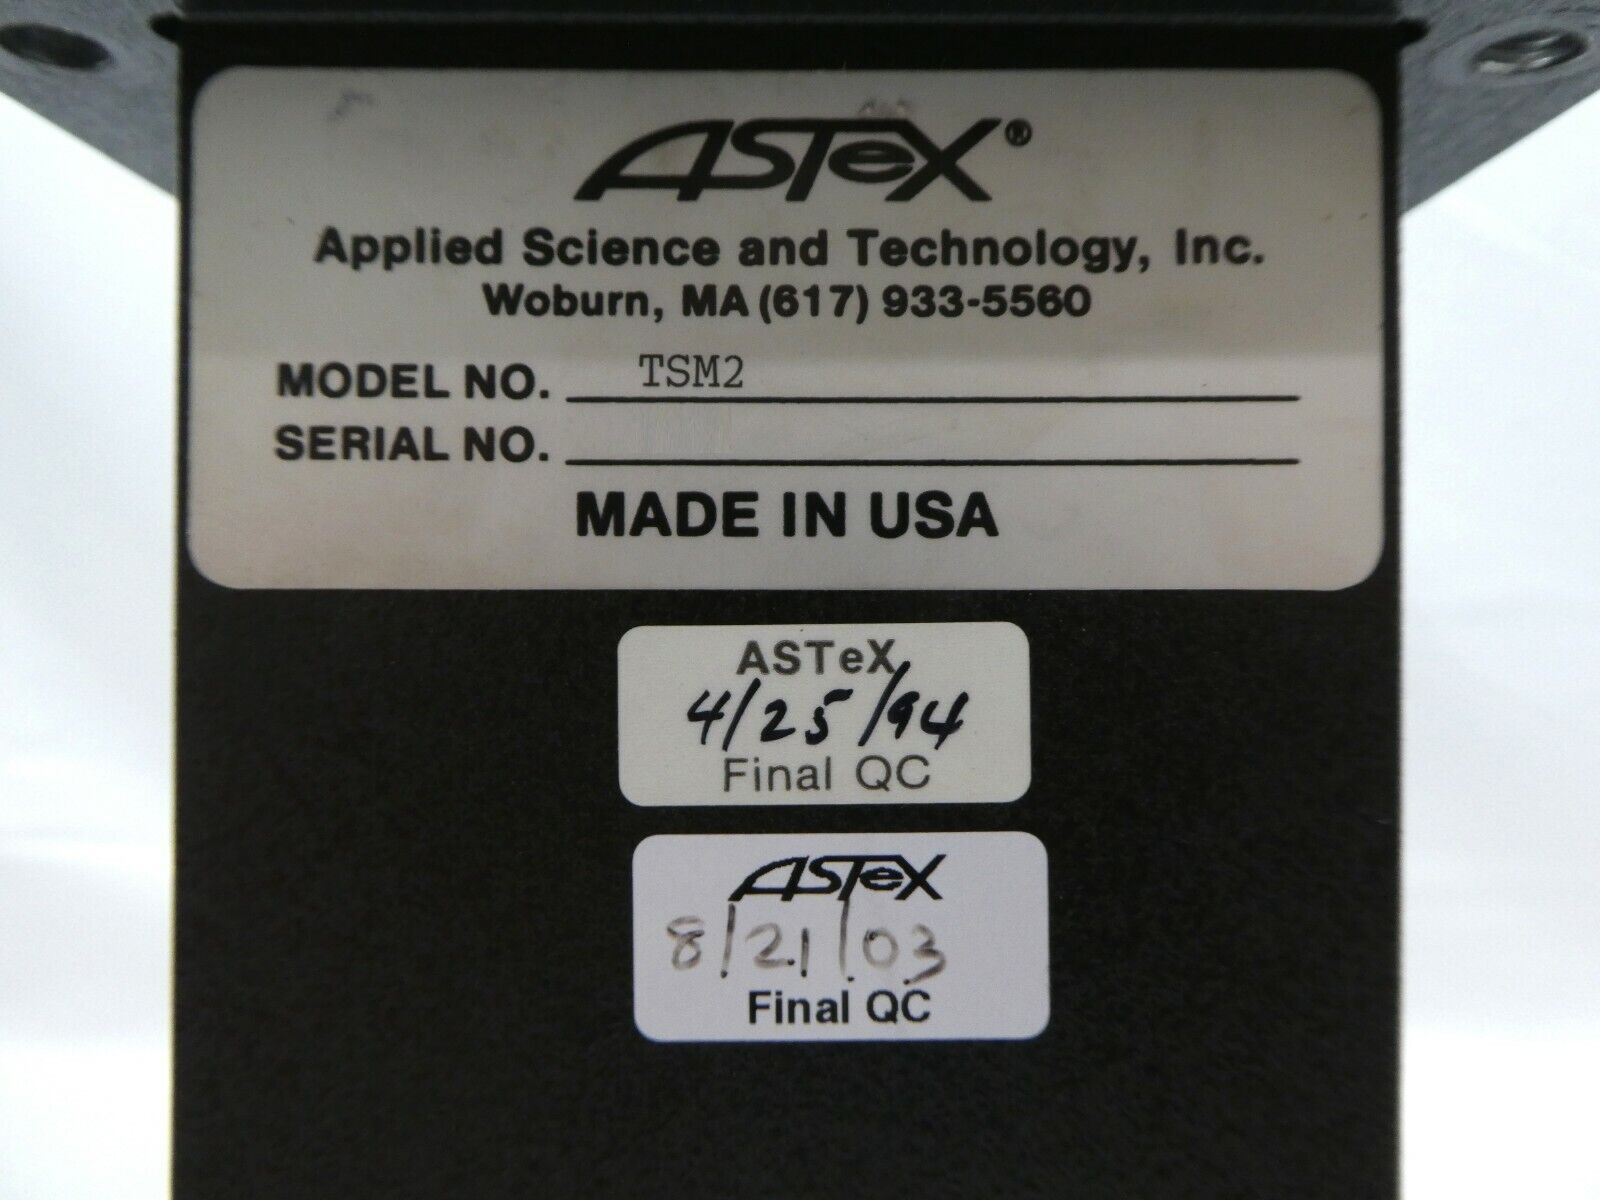 ASTeX®
Applied Science and Technology, Inc.
Woburn, MA (617) 933-5560
MODEL NO. TSM2
SERIAL NO.
MADE IN USA
ASTeX
4/25/94
Final QC
ASTeX
8/21/03
Final QC